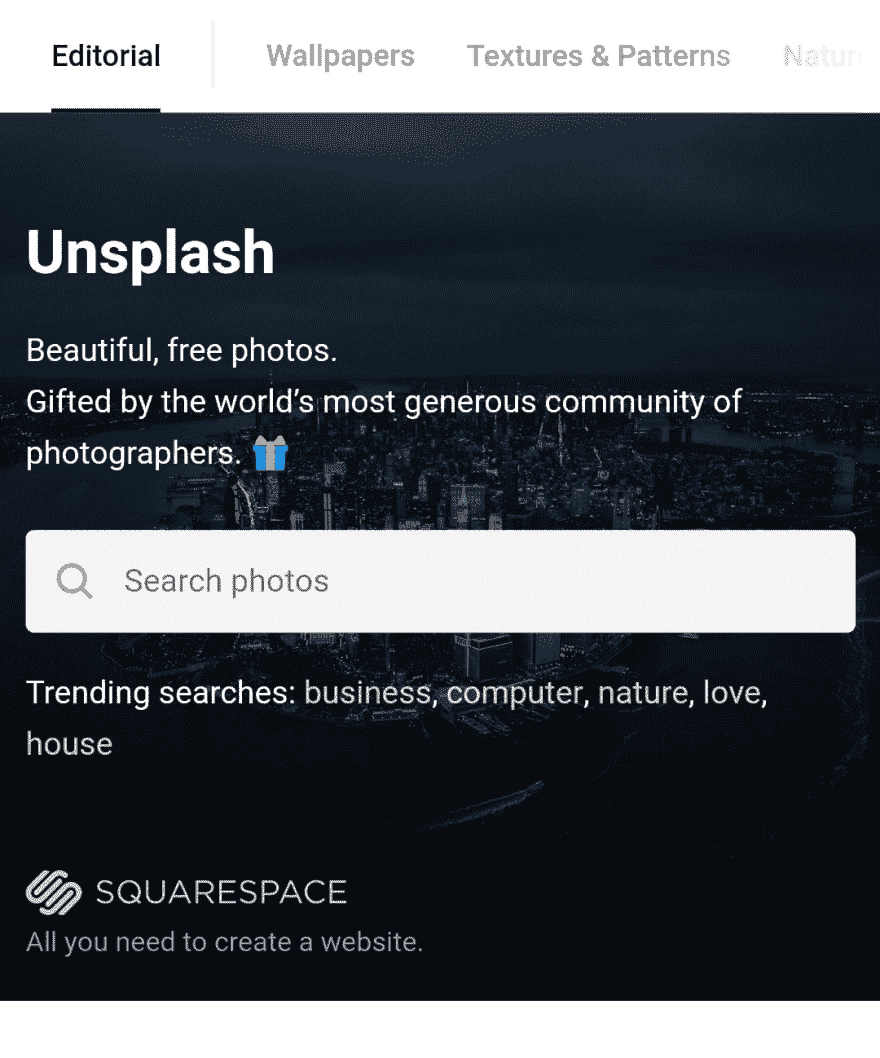 Editorial
Wallpapers
Textures & Patterns
Unsplash
Beautiful, free photos.
Gifted by the world's most generous community of
photographers. 🎁
Search photos
Trending searches: business, computer, nature, love,
house
SQUARESPACE
All you need to create a website.